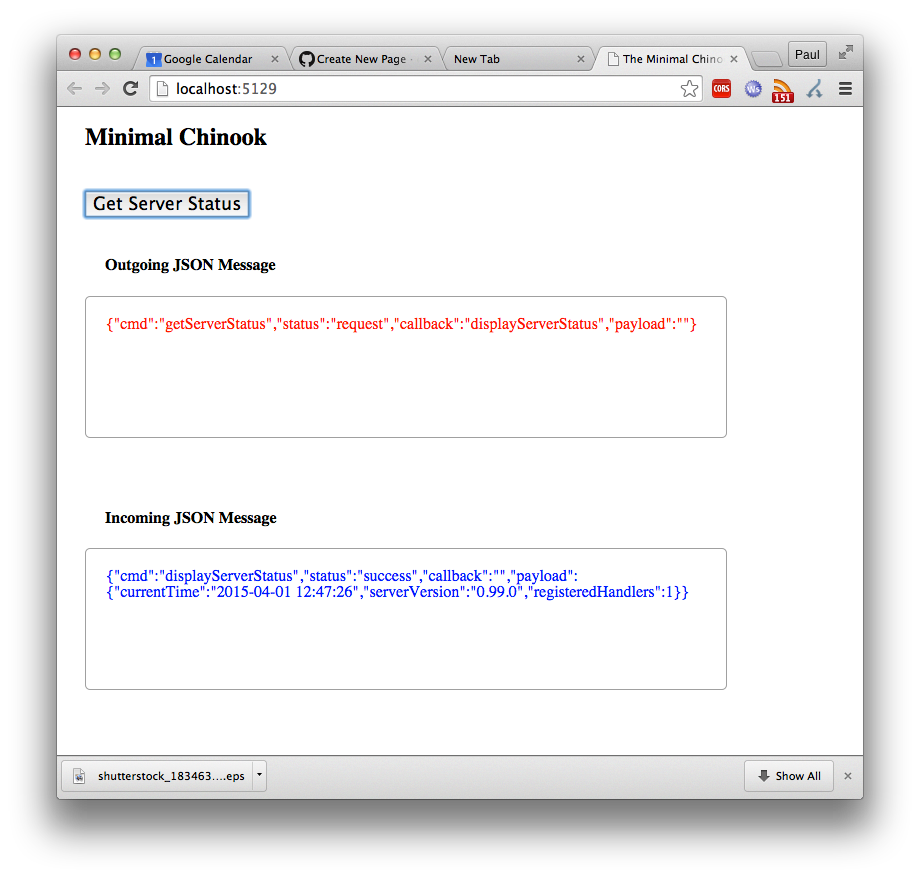 1 Google Calendar × Create New Page × New Tab × The Minimal Chino × Paul
localhost:5129 CORS Ws 151
Minimal Chinook
Get Server Status
Outgoing JSON Message
{"cmd":"getServerStatus","status":"request","callback":"displayServerStatus","payload":""}
Incoming JSON Message
{"cmd":"displayServerStatus","status":"success","callback":"","payload":
{"currentTime":"2015-04-01 12:47:26","serverVersion":"0.99.0","registeredHandlers":1}}
shutterstock_183463....eps Show All ×